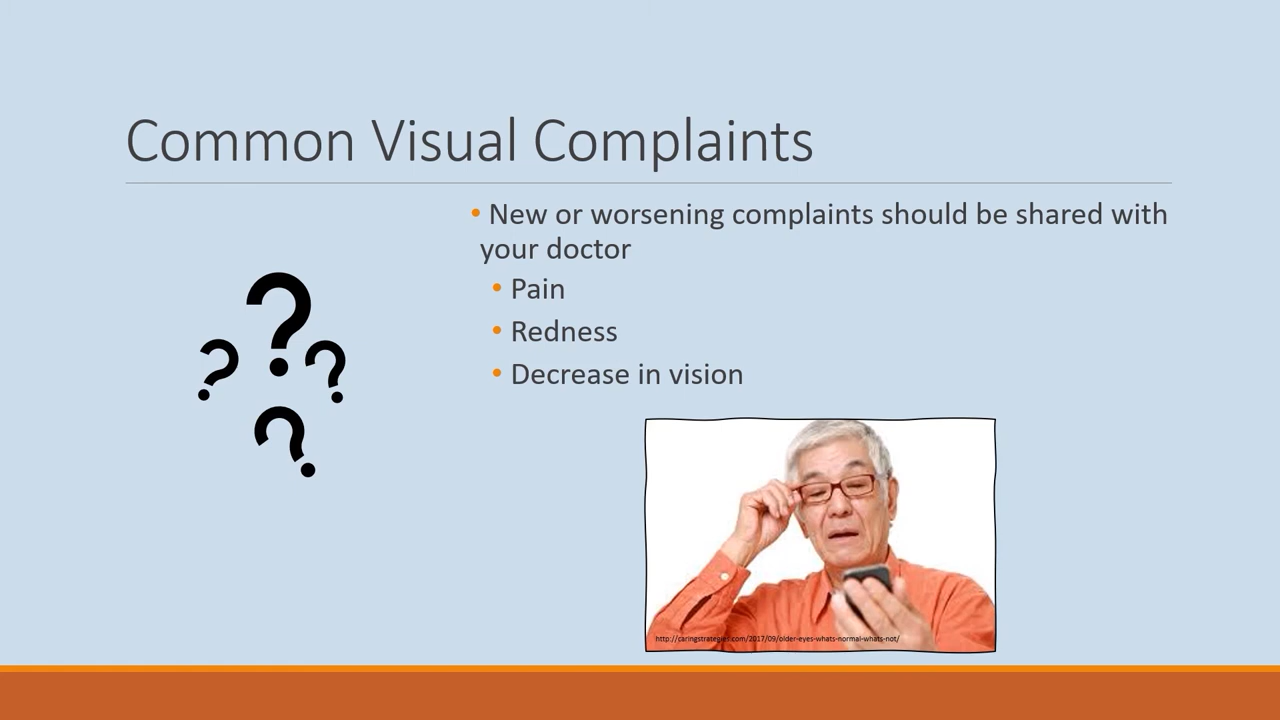 Common Visual Complaints
• New or worsening complaints should be shared with
your doctor
• Pain
• Redness
• Decrease in vision
? ? ? ?
http://caringstrategies.com/2017/09/older-eyes-whats-normal-whats-not/